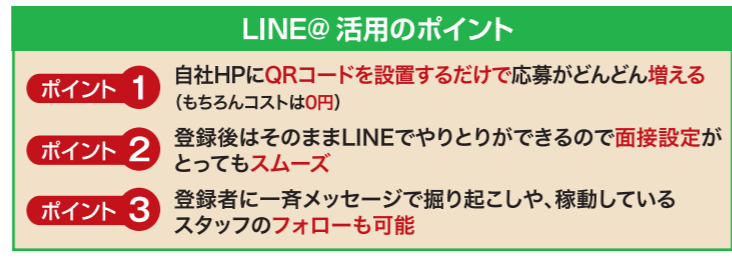 LINE@ 活用のポイント
ポイント 1
自社HPにQRコードを設置するだけで応募がどんどん増える
(もちろんコストは0円)
ポイント 2
登録後はそのままLINEでやりとりができるので面接設定が
とってもスムーズ
ポイント 3
登録者に一斉メッセージで掘り起こしや、稼動している
スタッフのフォローも可能